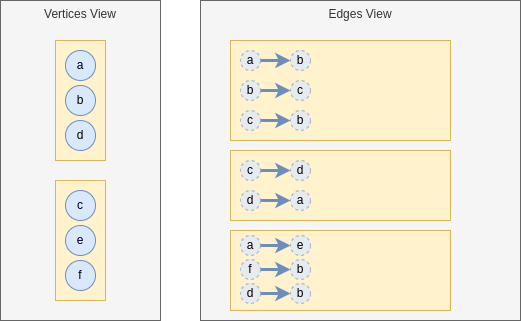 Vertices View
a
b
d
c
e
f
Edges View
a b
b c
c b
c d
d a
a e
f b
d b